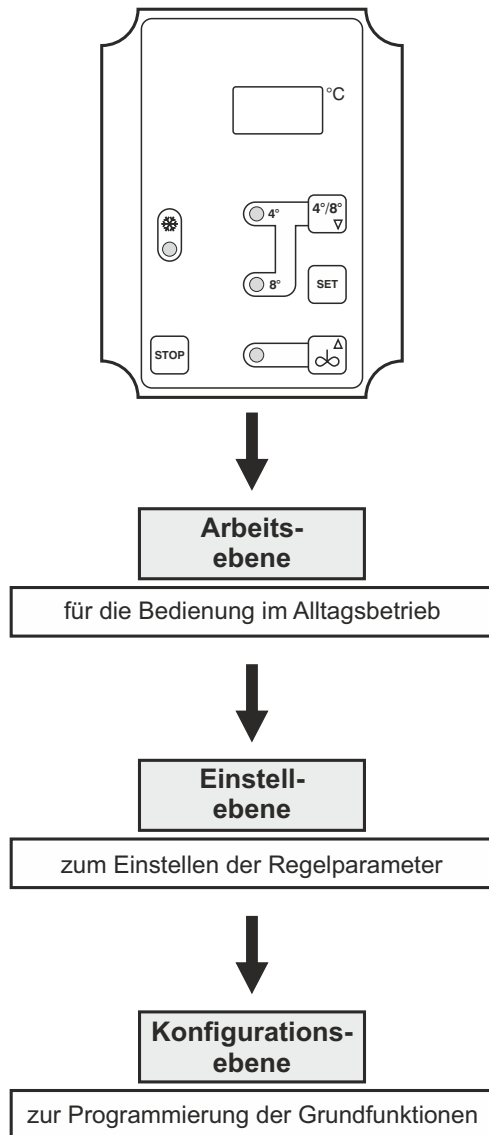 °C
4°
4°/8°
8°
SET
STOP
Arbeits-
ebene
für die Bedienung im Alltagsbetrieb
Einstell-
ebene
zum Einstellen der Regelparameter
Konfigurations-
ebene
zur Programmierung der Grundfunktionen